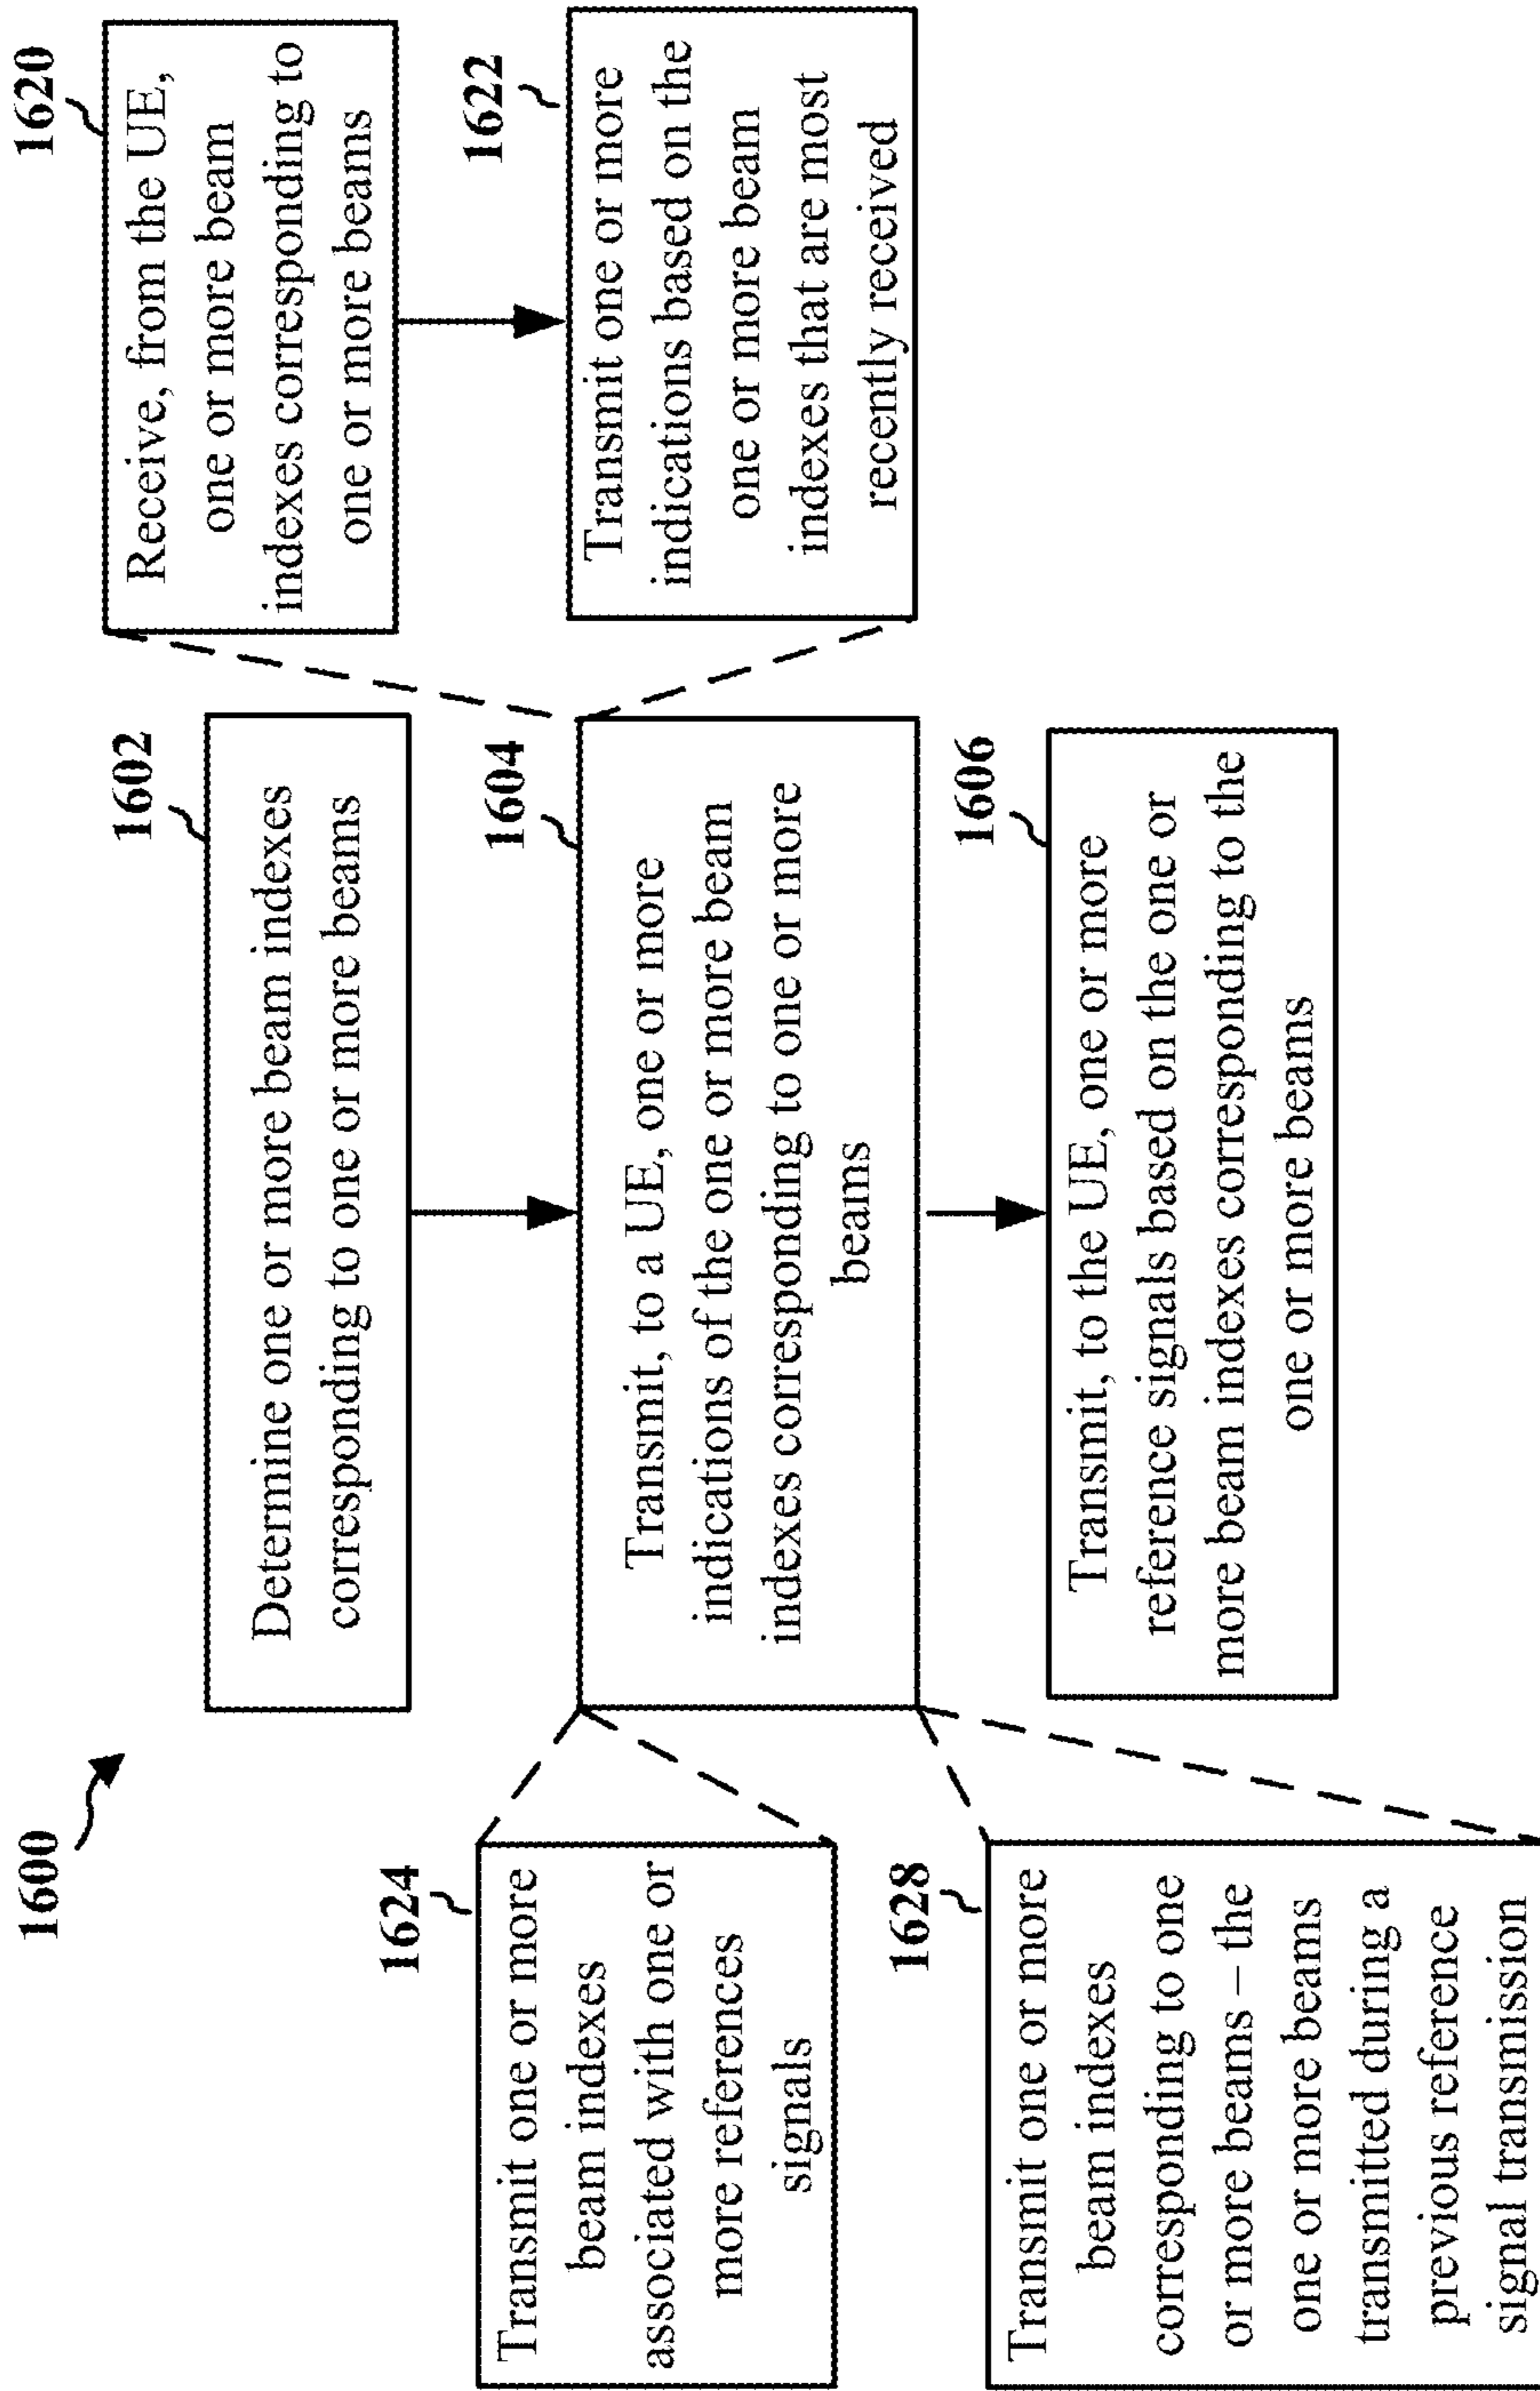 1600
1602
Determine one or more beam indexes
corresponding to one or more beams
1604
Transmit, to a UE, one or more
indications of the one or more beam
indexes corresponding to one or more
beams
1606
Transmit, to the UE, one or more
reference signals based on the one or
more beam indexes corresponding to the
one or more beams
1620
Receive, from the UE,
one or more beam
indexes corresponding to
one or more beams
1622
Transmit one or more
indications based on the
one or more beam
indexes that are most
recently received
1624
Transmit one or more
beam indexes
associated with one or
more references
signals
1628
Transmit one or more
beam indexes
corresponding to one
or more beams – the
one or more beams
transmitted during a
previous reference
signal transmission